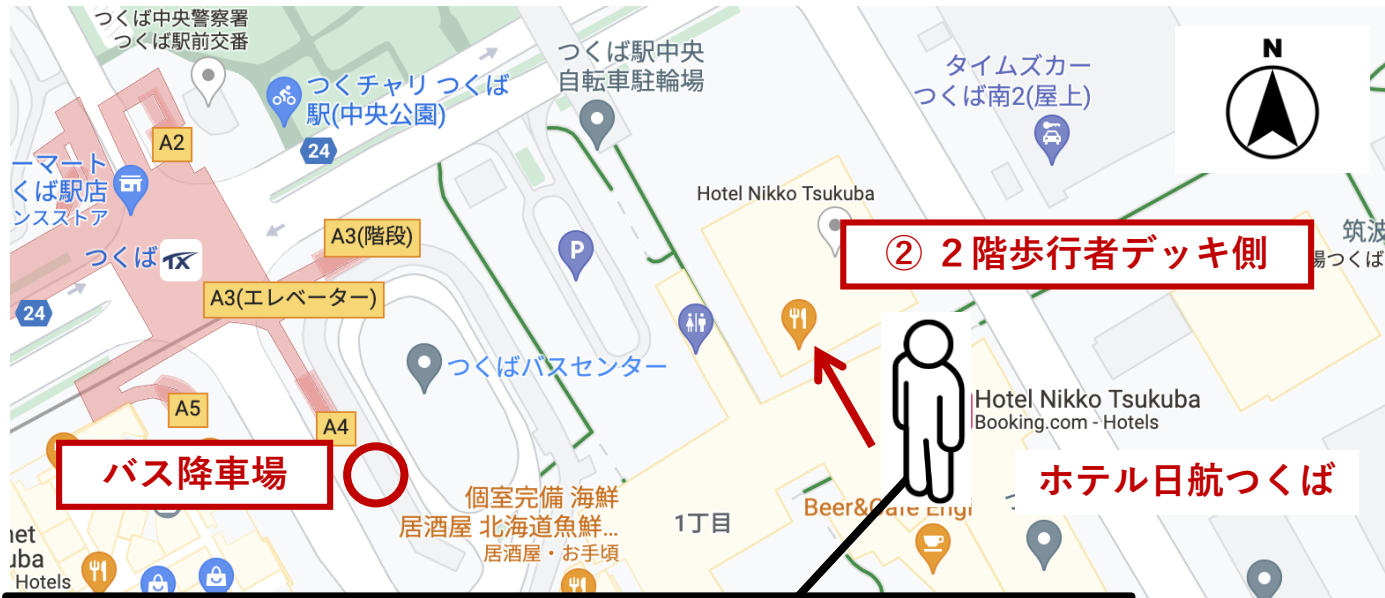 つくば中央警察署
つくば駅前交番
つくば駅中央
自転車駐輪場
タイムズカー
つくば南2(屋上)
N
つくチャリ つくば
駅(中央公園)
24
A2
ーマート
くば駅店
ンスストア
Hotel Nikko Tsukuba
② ２階歩行者デッキ側
筑波
場つくば
A3(階段)
P
つくば
A3(エレベーター)
24
つくばバスセンター
A5
A4
Hotel Nikko Tsukuba
Booking.com - Hotels
バス降車場
ホテル日航つくば
個室完備 海鮮
居酒屋 北海道魚鮮...
居酒屋・お手頃
1丁目
Beer&Cafe Engi
つ
net
uba
Hotels